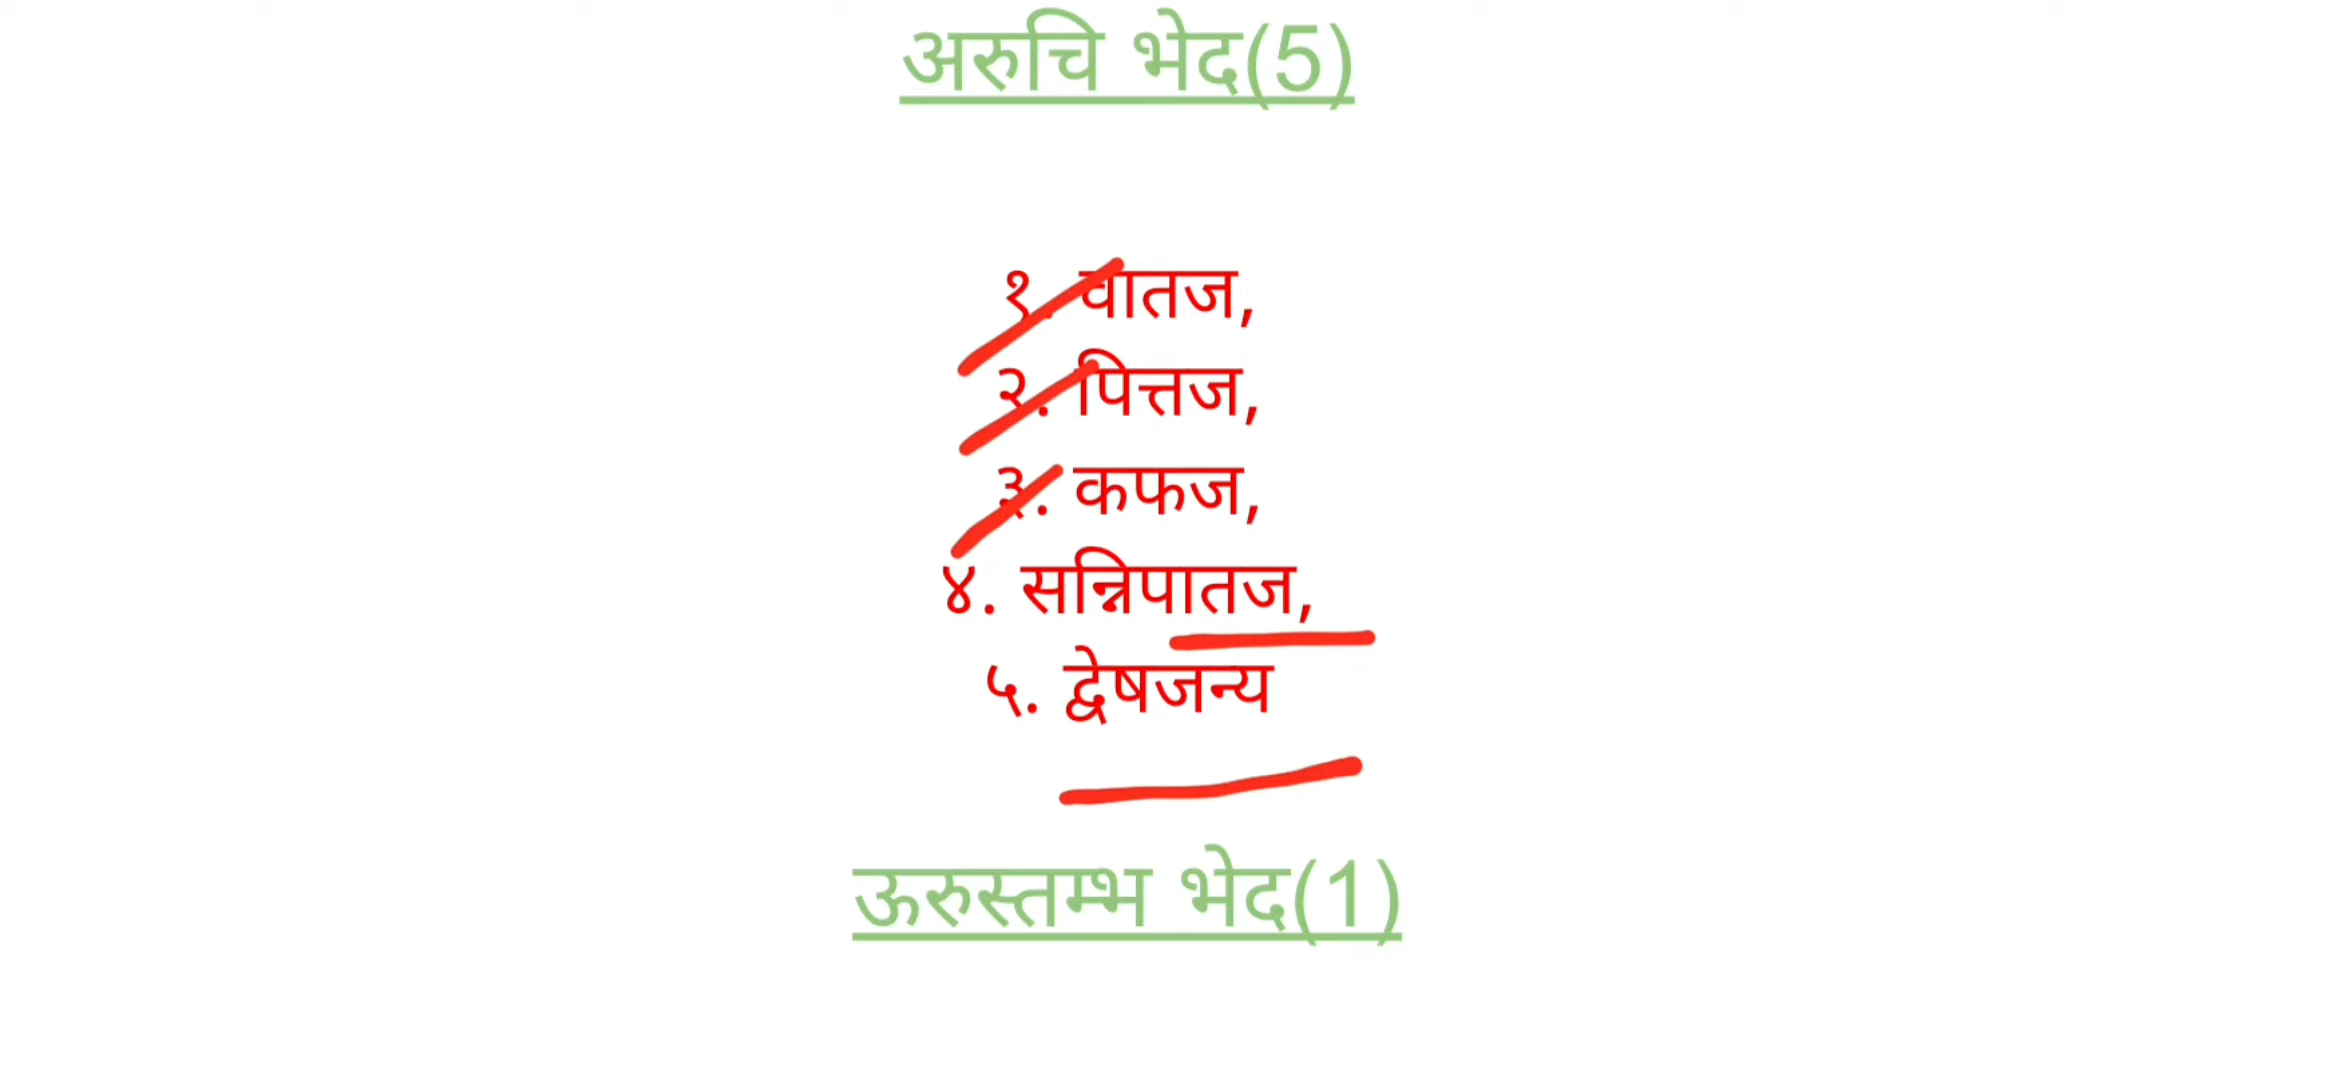 अरुचि भेद(5)
१. वातज,
२. पित्तज,
३. कफज,
४. सन्निपातज,
५. द्वेषजन्य
ऊरुस्तम्भ भेद(1)